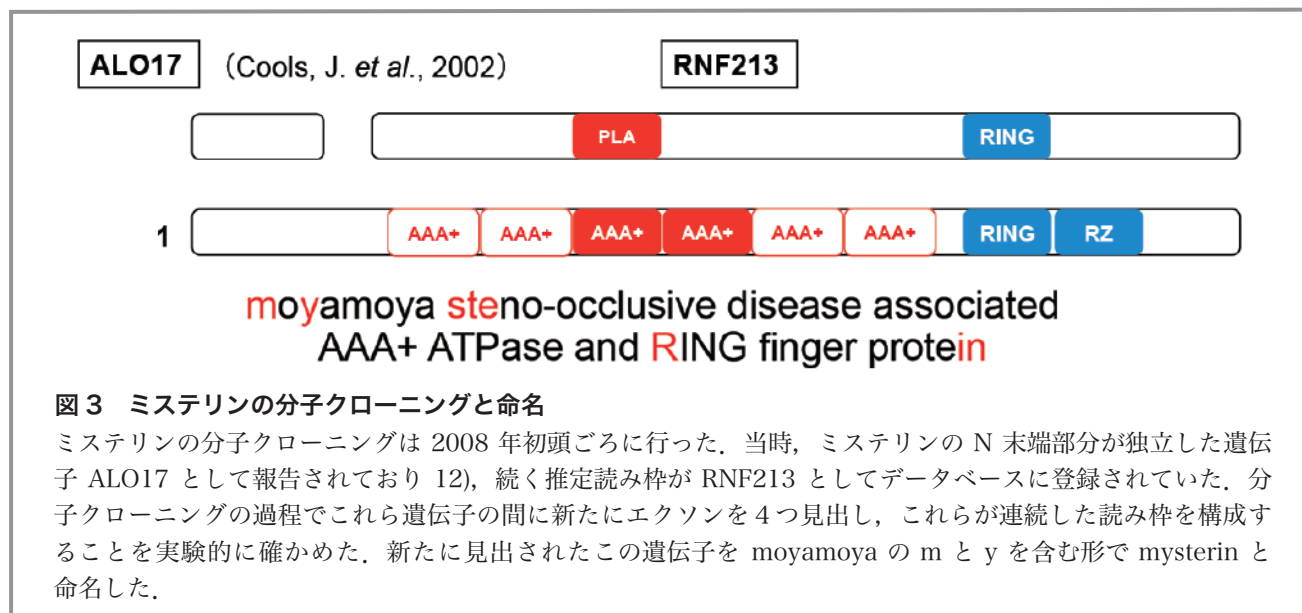 ALO17 (Cools, J. et al., 2002) RNF213
PLA RING
1 AAA+ AAA+ AAA+ AAA+ AAA+ AAA+ RING RZ
moyamoya steno-occlusive disease associated
AAA+ ATPase and RING finger protein
図3 ミステリンの分子クローニングと命名
ミステリンの分子クローニングは 2008 年初頭ごろに行った.当時,ミステリンの N 末端部分が独立した遺伝
子 ALO17 として報告されており 12),続く推定読み枠が RNF213 としてデータベースに登録されていた.分
子クローニングの過程でこれら遺伝子の間に新たにエクソンを4つ見出し,これらが連続した読み枠を構成す
ることを実験的に確かめた.新たに見出されたこの遺伝子を moyamoya の m と y を含む形で mysterin と
命名した.